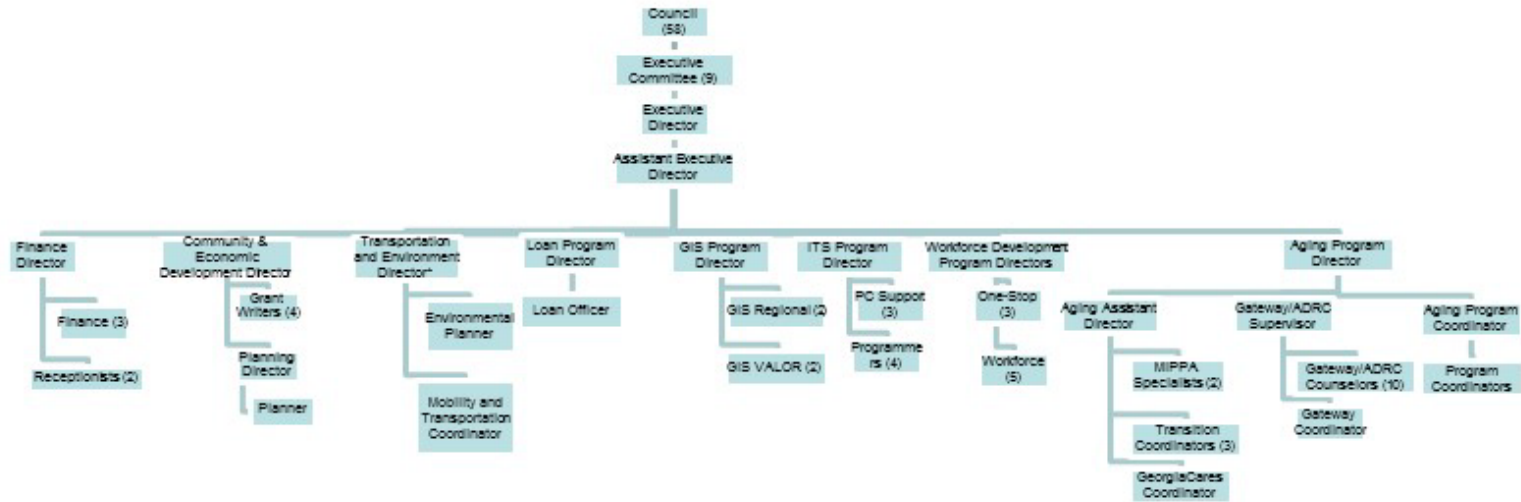 Council
(58)
Executive
Committee (9)
Executive
Director
Assistant Executive
Director
Finance
Director
Finance (3)
Receptionists (2)
Community &
Economic
Development Director
Grant
Writers (4)
Planning
Director
Planner
Transportation
and Environment
Director*
Environmental
Planner
Mobility and
Transportation
Coordinator
Loan Program
Director
Loan Officer
GIS Program
Director
GIS Regional (2)
GIS VALOR (2)
ITS Program
Director
PC Support
(3)
Programme
rs (4)
Workforce Development
Program Directors
One-Stop
(3)
Workforce
(5)
Aging Program
Director
Aging Assistant
Director
MIPPA
Specialists (2)
Transition
Coordinators (3)
GeorgiaCares
Coordinator
Gateway/ADRC
Supervisor
Gateway/ADRC
Counselors (10)
Gateway
Coordinator
Aging Program
Coordinator
Program
Coordinators